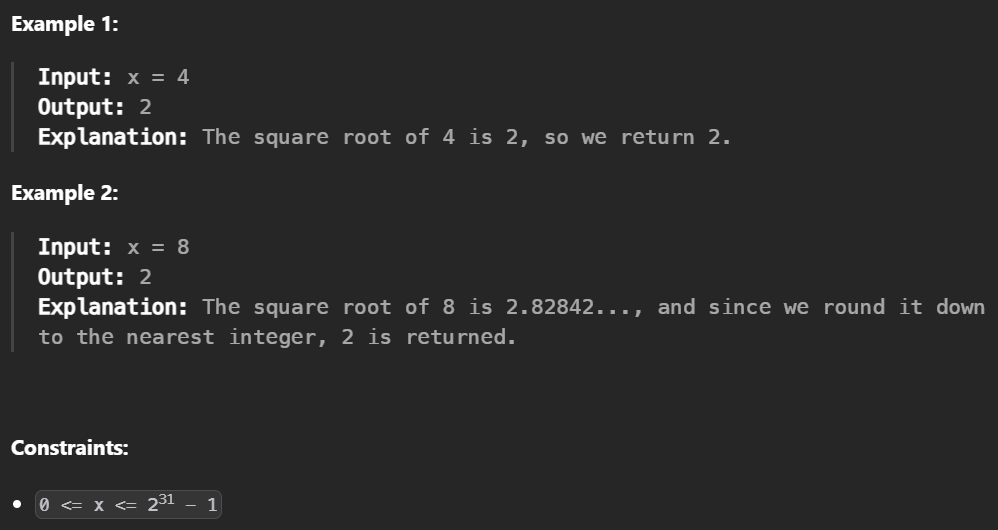 Example 1:
Input: x = 4
Output: 2
Explanation: The square root of 4 is 2, so we return 2.
Example 2:
Input: x = 8
Output: 2
Explanation: The square root of 8 is 2.82842..., and since we round it down
to the nearest integer, 2 is returned.
Constraints:
• 0 <= x <= 2³¹ - 1